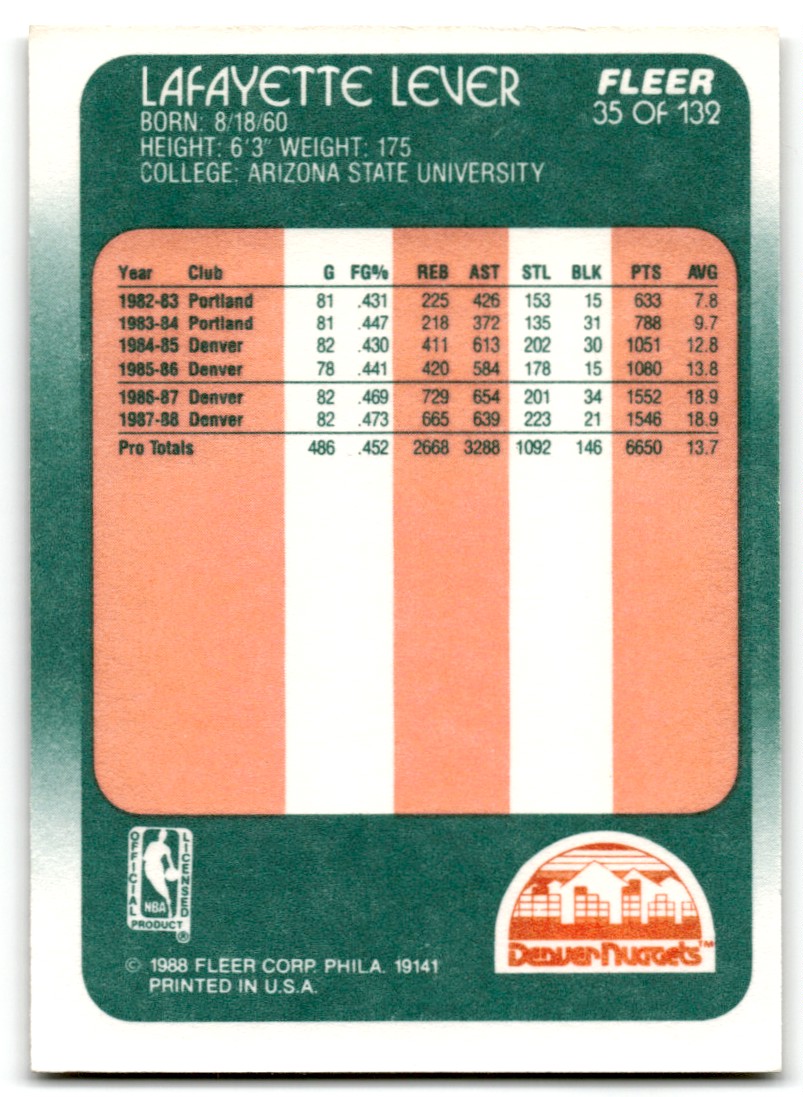 LAFAYETTE LEVER
FLEER
35 OF 132
BORN: 8/18/60
HEIGHT: 6'3" WEIGHT: 175
COLLEGE: ARIZONA STATE UNIVERSITY
Year Club G FG% REB AST STL BLK PTS AVG
1982-83 Portland 81 .431 225 426 153 15 633 7.8
1983-84 Portland 81 .447 218 372 135 31 788 9.7
1984-85 Denver 82 .430 411 613 202 30 1051 12.8
1985-86 Denver 78 .441 420 584 178 15 1080 13.8
1986-87 Denver 82 .469 729 654 201 34 1552 18.9
1987-88 Denver 82 .473 665 639 223 21 1546 18.9
Pro Totals 486 .452 2668 3288 1092 146 6650 13.7
OFFICIAL LICENSED
NBA
PRODUCT
®
Denver Nuggets™
© 1988 FLEER CORP. PHILA. 19141
PRINTED IN U.S.A.